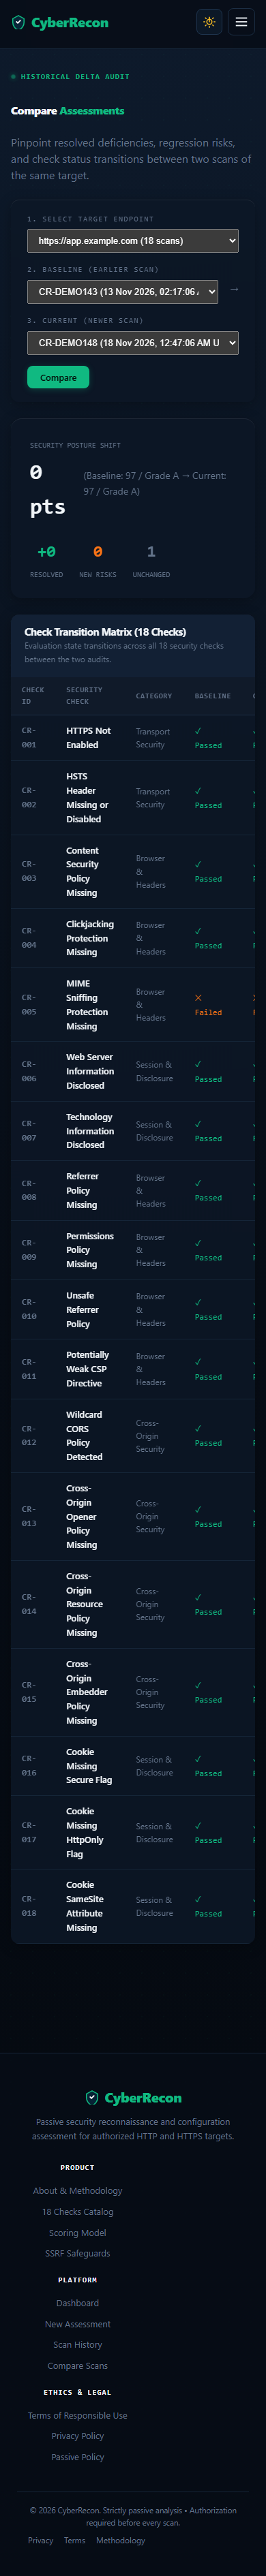 CyberRecon
HISTORICAL DELTA AUDIT
Compare Assessments
Pinpoint resolved deficiencies, regression risks,
and check status transitions between two scans of
the same target.
1. SELECT TARGET ENDPOINT
https://app.example.com (18 scans)
2. BASELINE (EARLIER SCAN)
CR-DEMO143 (13 Nov 2026, 02:17:06
→
3. CURRENT (NEWER SCAN)
CR-DEMO148 (18 Nov 2026, 12:47:06 AM U
Compare
SECURITY POSTURE SHIFT
0
pts
(Baseline: 97 / Grade A → Current:
97 / Grade A)
+0 0 1
RESOLVED NEW RISKS UNCHANGED
Check Transition Matrix (18 Checks)
Evaluation state transitions across all 18 security checks
between the two audits.
CHECK
ID
SECURITY
CHECK
CATEGORY
BASELINE
CR-
001
HTTPS Not
Enabled
Transport
Security
✓
Passed
CR-
002
HSTS
Header
Missing or
Disabled
Transport
Security
✓
Passed
CR-
003
Content
Security
Policy
Missing
Browser
&
Headers
✓
Passed
CR-
004
Clickjacking
Protection
Missing
Browser
&
Headers
✓
Passed
CR-
005
MIME
Sniffing
Protection
Missing
Browser
&
Headers
✕
Failed
CR-
006
Web Server
Information
Disclosed
Session &
Disclosure
✓
Passed
CR-
007
Technology
Information
Disclosed
Session &
Disclosure
✓
Passed
CR-
008
Referrer
Policy
Missing
Browser
&
Headers
✓
Passed
CR-
009
Permissions
Policy
Missing
Browser
&
Headers
✓
Passed
CR-
010
Unsafe
Referrer
Policy
Browser
&
Headers
✓
Passed
CR-
011
Potentially
Weak CSP
Directive
Browser
&
Headers
✓
Passed
CR-
012
Wildcard
CORS
Policy
Detected
Cross-
Origin
Security
✓
Passed
CR-
013
Cross-
Origin
Opener
Policy
Missing
Cross-
Origin
Security
✓
Passed
CR-
014
Cross-
Origin
Resource
Policy
Missing
Cross-
Origin
Security
✓
Passed
CR-
015
Cross-
Origin
Embedder
Policy
Missing
Cross-
Origin
Security
✓
Passed
CR-
016
Cookie
Missing
Secure Flag
Session &
Disclosure
✓
Passed
CR-
017
Cookie
Missing
HttpOnly
Flag
Session &
Disclosure
✓
Passed
CR-
018
Cookie
SameSite
Attribute
Missing
Session &
Disclosure
✓
Passed
CyberRecon
Passive security reconnaissance and configuration
assessment for authorized HTTP and HTTPS targets.
PRODUCT
About & Methodology
18 Checks Catalog
Scoring Model
SSRF Safeguards
PLATFORM
Dashboard
New Assessment
Scan History
Compare Scans
ETHICS & LEGAL
Terms of Responsible Use
Privacy Policy
Passive Policy
© 2026 CyberRecon. Strictly passive analysis • Authorization
required before every scan.
Privacy Terms Methodology